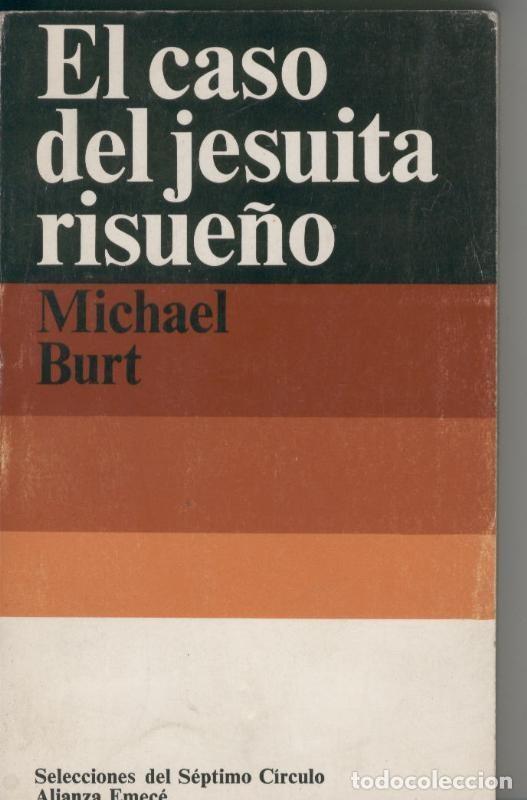 El caso
del jesuita
risueño
Michael
Burt
Selecciones del Séptimo Círculo
Alianza Emecé
todocoleccion